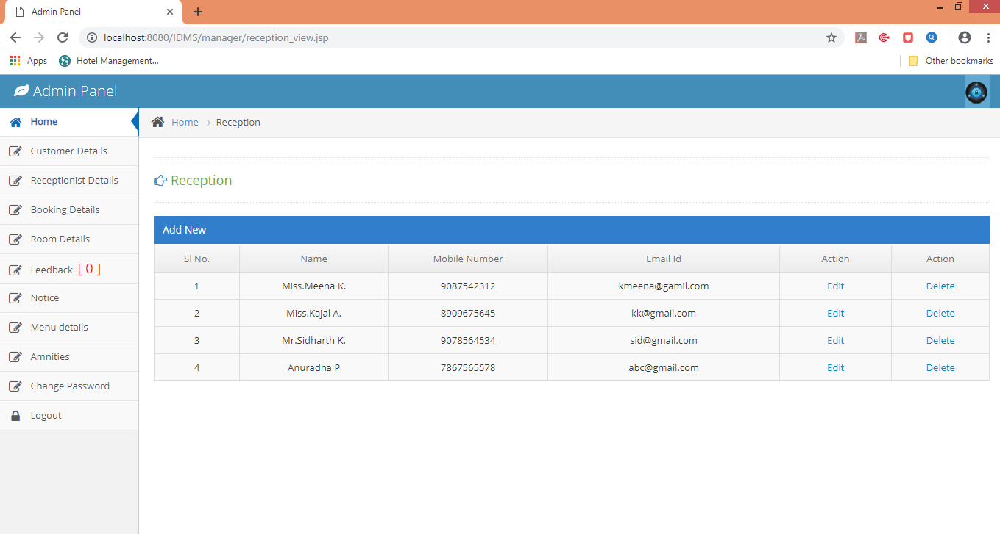 Admin Panel
localhost:8080/IDMS/manager/reception_view.jsp
Apps Hotel Management... Other bookmarks
Admin Panel
Home
Customer Details
Receptionist Details
Booking Details
Room Details
Feedback [ 0 ]
Notice
Menu details
Amnities
Change Password
Logout
Home > Reception
Reception
Add New
Sl No. Name Mobile Number Email Id Action Action
1 Miss.Meena K. 9087542312 kmeena@gamil.com Edit Delete
2 Miss.Kajal A. 8909675645 kk@gmail.com Edit Delete
3 Mr.Sidharth K. 9078564534 sid@gmail.com Edit Delete
4 Anuradha P 7867565578 abc@gmail.com Edit Delete